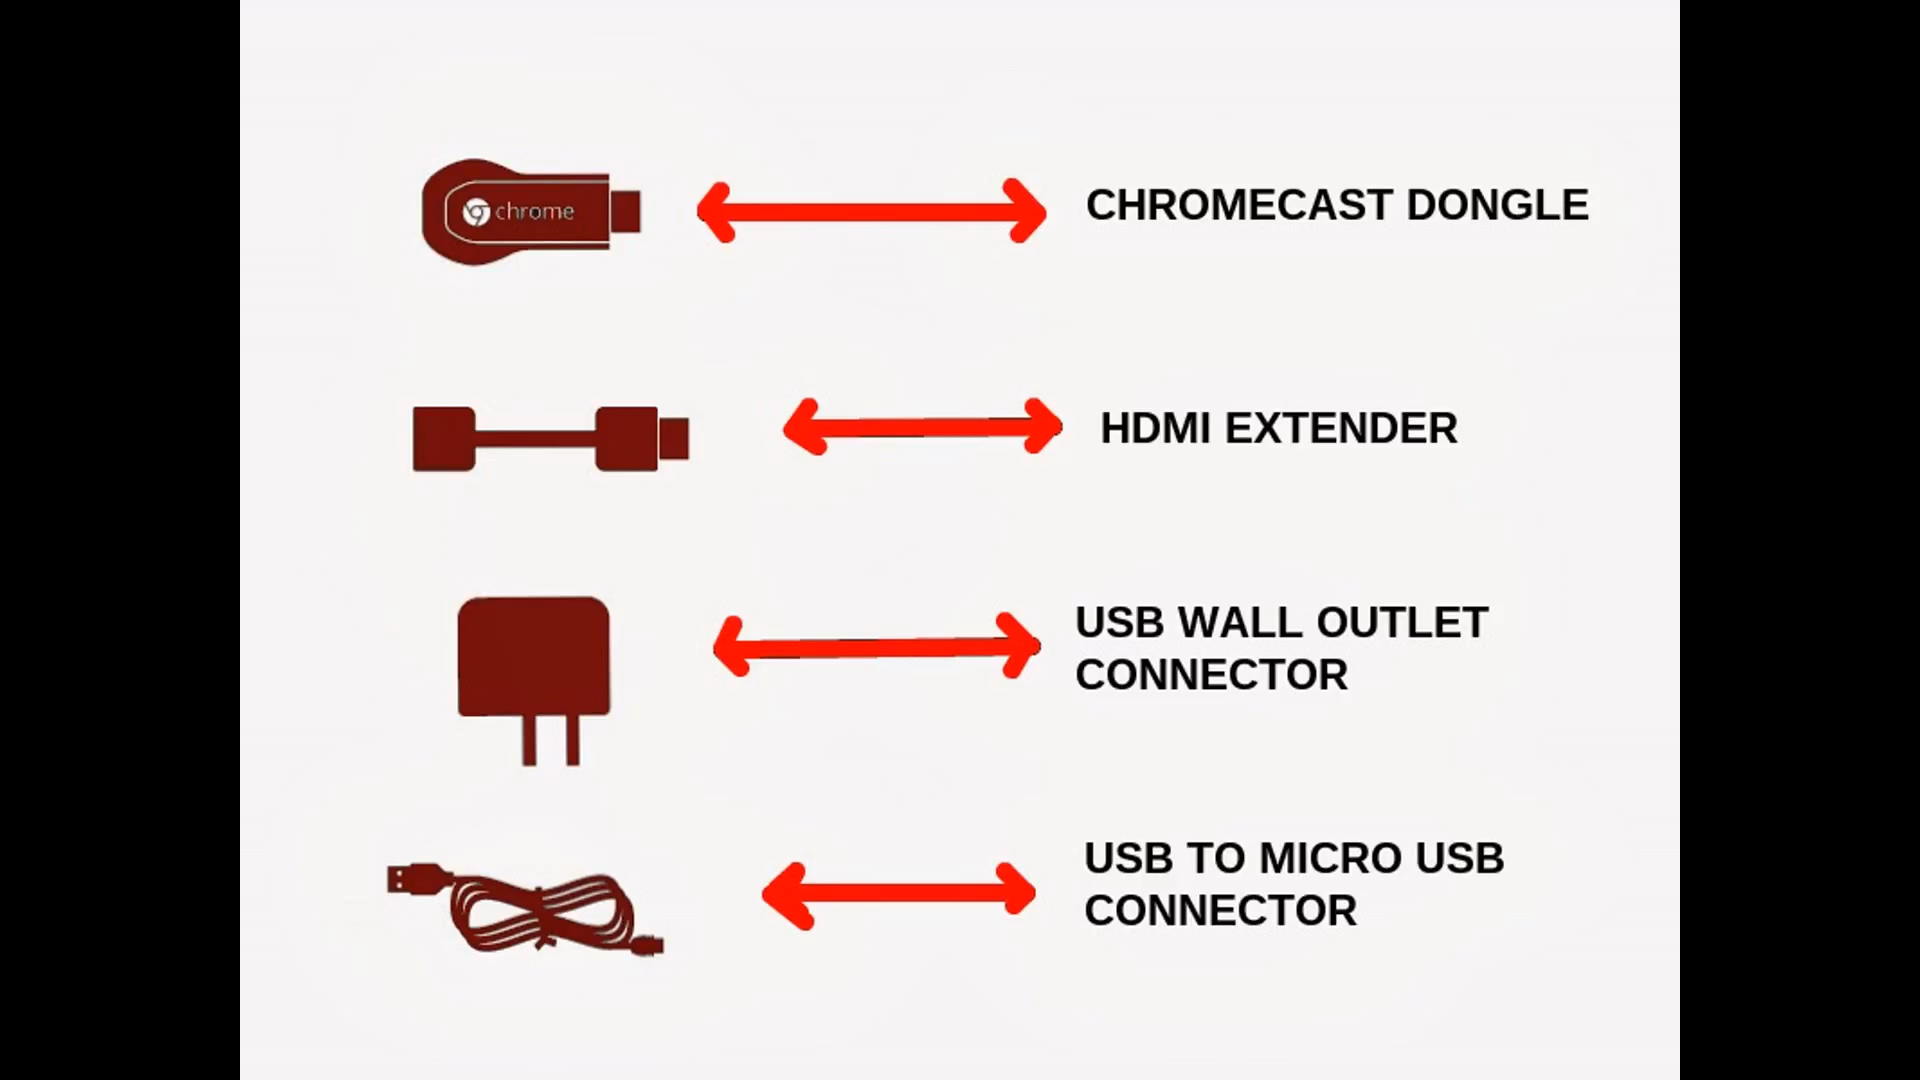 chrome
CHROMECAST DONGLE
HDMI EXTENDER
USB WALL OUTLET
CONNECTOR
USB TO MICRO USB
CONNECTOR